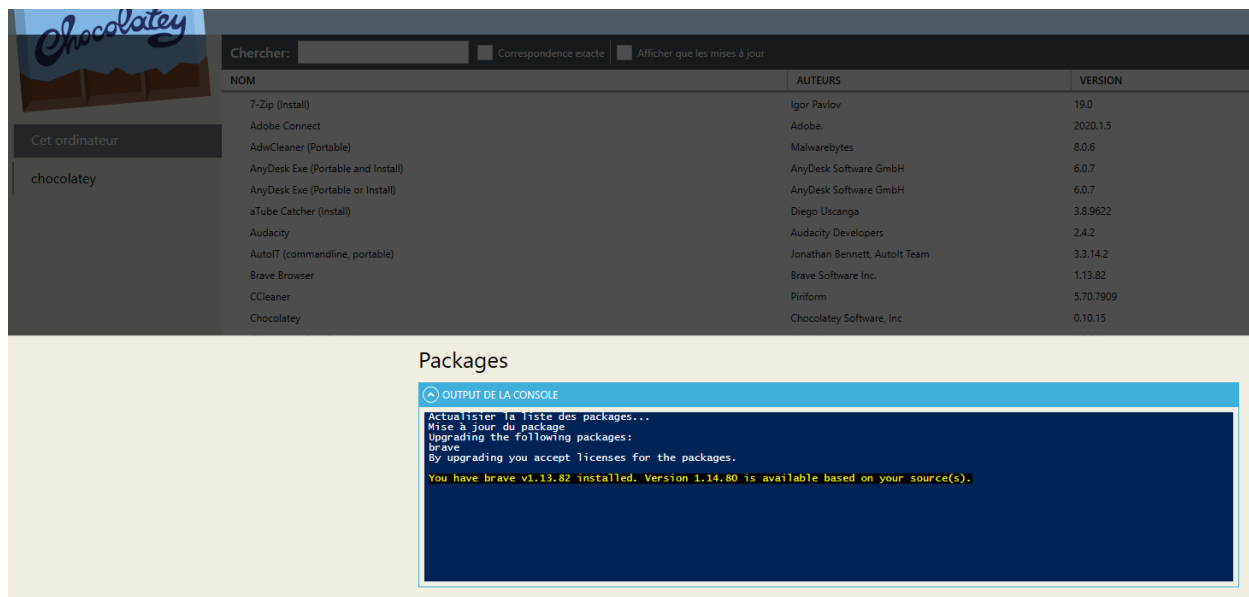 Chocolatey
Chercher: Correspondence exacte Afficher que les mises à jour
NOM AUTEURS VERSION
7-Zip (Install) Igor Pavlov 19.0
Adobe Connect Adobe. 2020.1.5
Cet ordinateur
AdwCleaner (Portable) Malwarebytes 8.0.6
AnyDesk Exe (Portable and Install) AnyDesk Software GmbH 6.0.7
chocolatey
AnyDesk Exe (Portable or Install) AnyDesk Software GmbH 6.0.7
aTube Catcher (Install) Diego Uscanga 3.8.9622
Audacity Audacity Developers 2.4.2
AutoIT (commandline, portable) Jonathan Bennett, AutoIt Team 3.3.14.2
Brave Browser Brave Software Inc. 1.13.82
CCleaner Piriform 5.70.7909
Chocolatey Chocolatey Software, Inc 0.10.15
Packages
OUTPUT DE LA CONSOLE
Actualisier la liste des packages...
Mise à jour du package
Upgrading the following packages:
brave
By upgrading you accept licenses for the packages.
You have brave v1.13.82 installed. Version 1.14.80 is available based on your source(s).